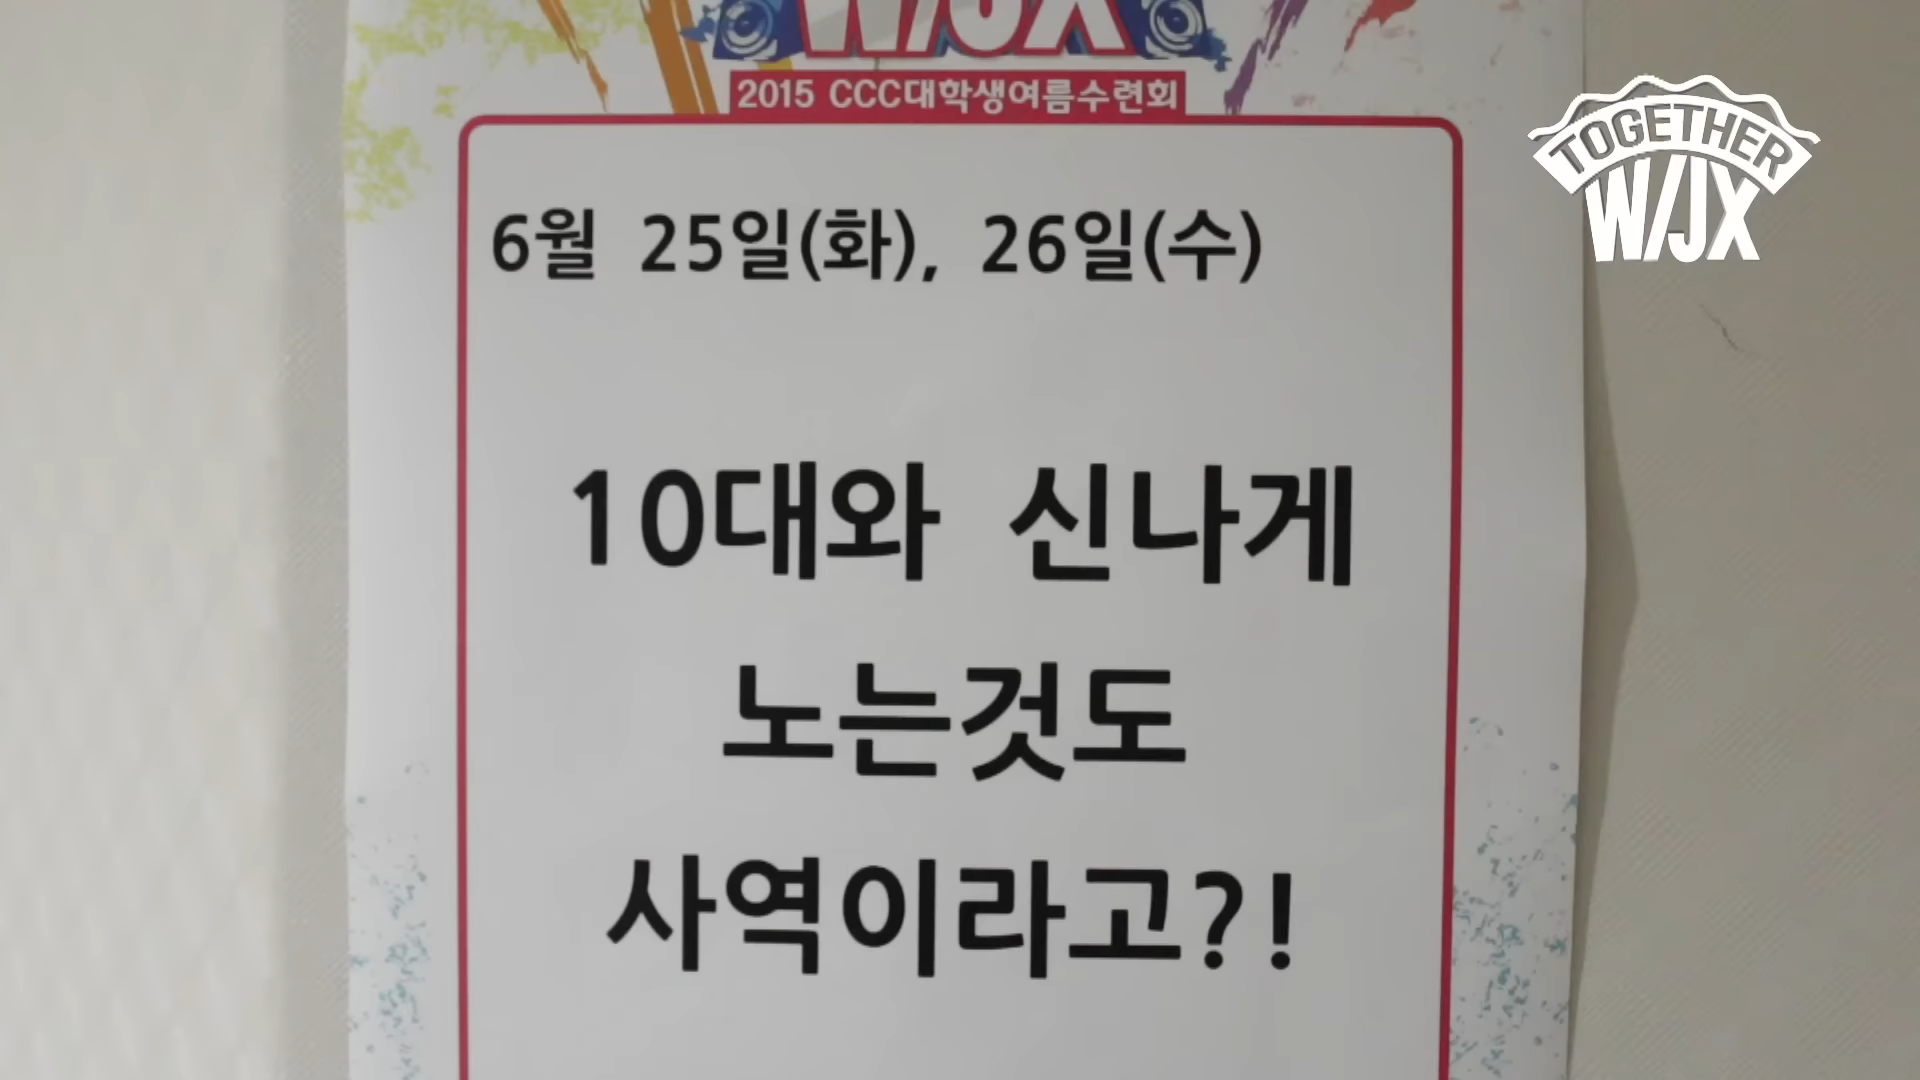 W/JX
2015 CCC대학생여름수련회
TOGETHER
W/JX
6월 25일(화), 26일(수)
10대와 신나게
노는것도
사역이라고?!